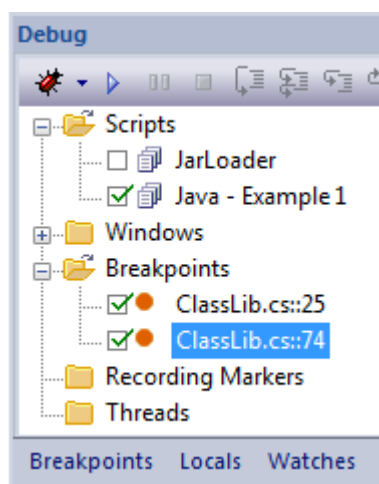 Debug
Scripts
JarLoader
Java - Example 1
Windows
Breakpoints
ClassLib.cs::25
ClassLib.cs::74
Recording Markers
Threads
Breakpoints Locals Watches